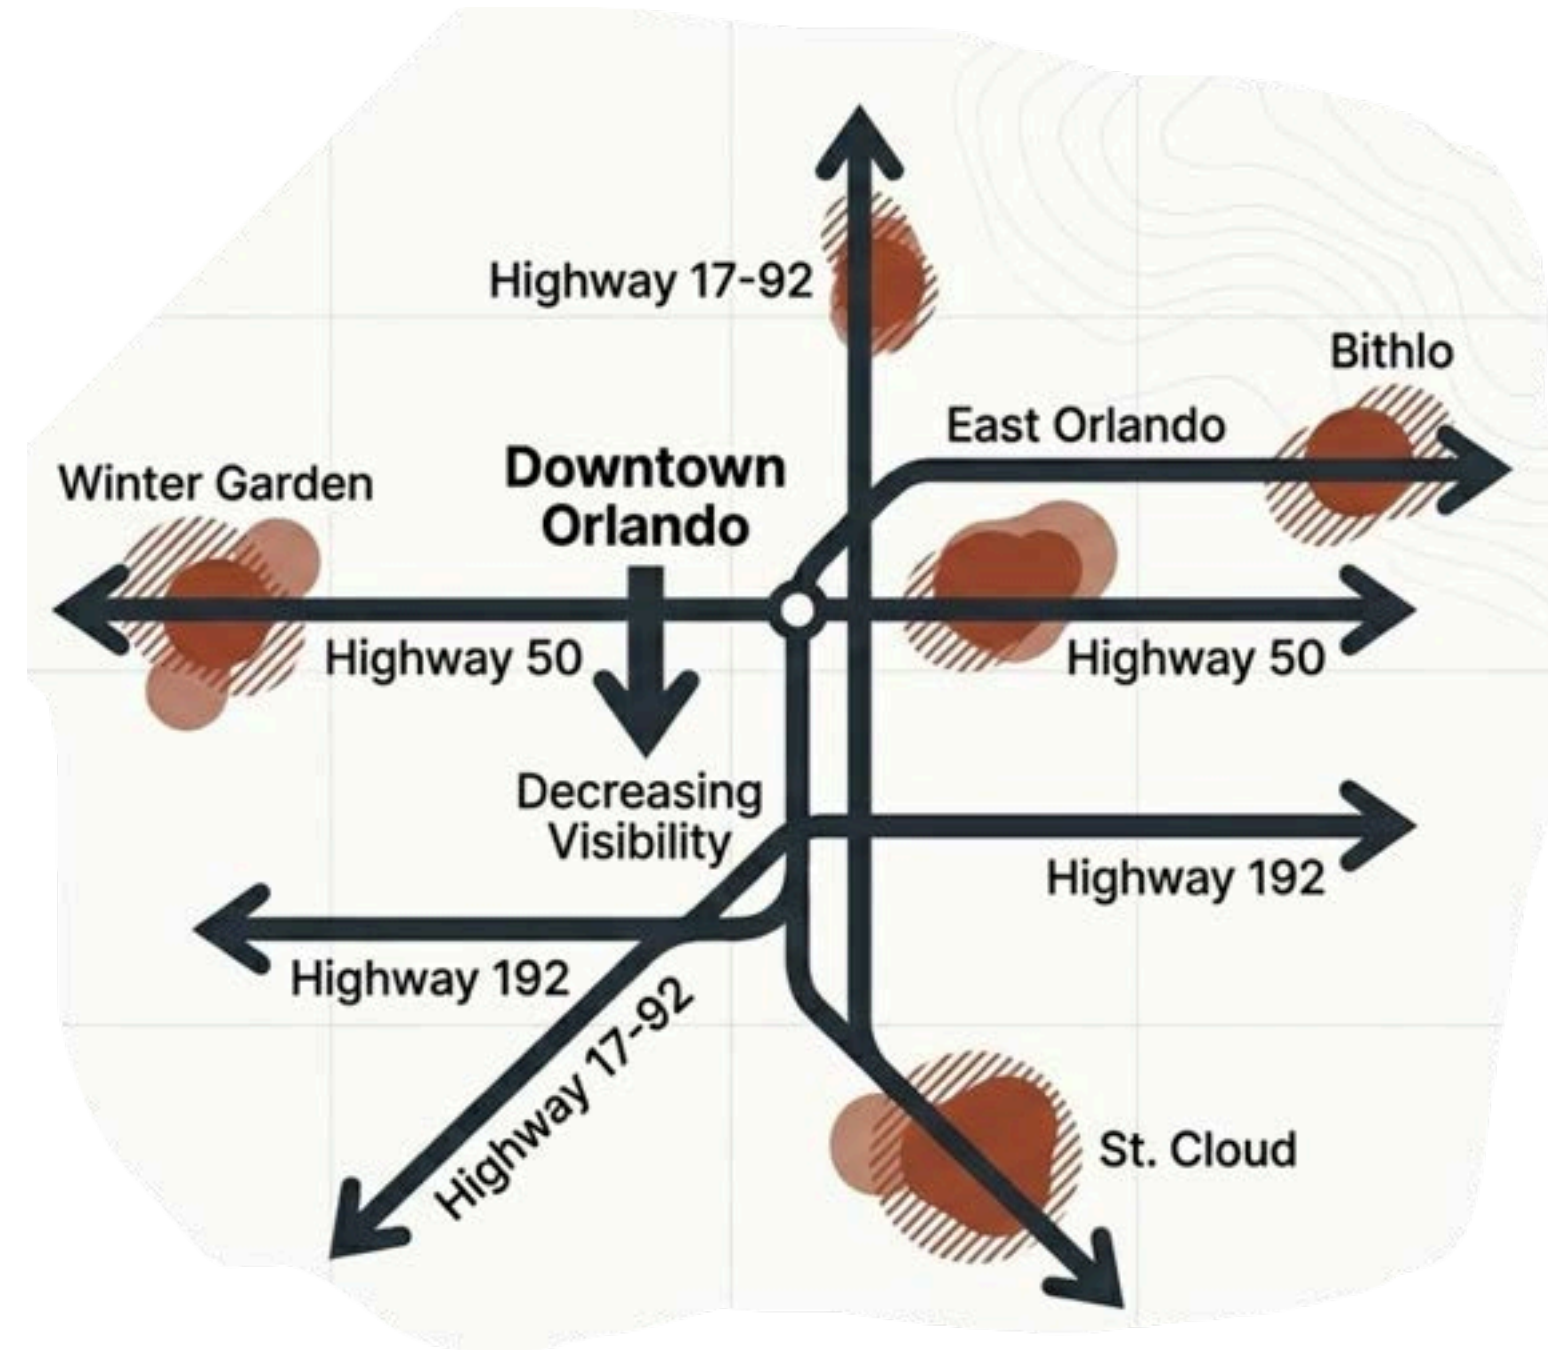 Highway 17-92
Bithlo
East Orlando
Winter Garden
Downtown
Orlando
Highway 50
Highway 50
Decreasing
Visibility
Highway 192
Highway 192
Highway 17-92
St. Cloud